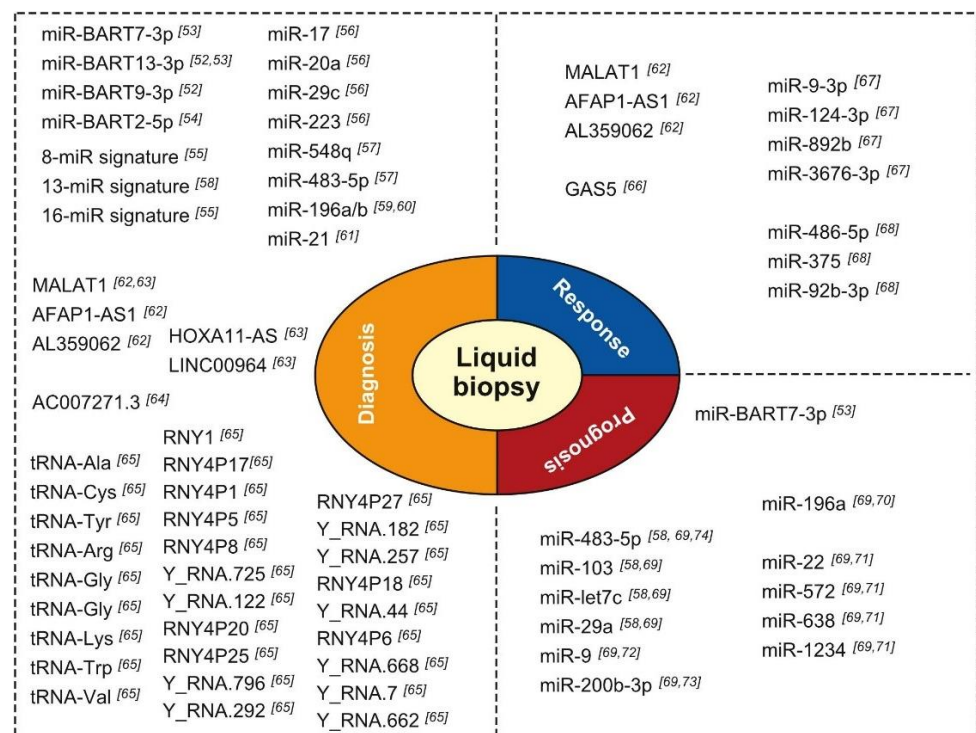 miR-BART7-3p [53]
miR-BART13-3p [52,53]
miR-BART9-3p [52]
miR-BART2-5p [54]
8-miR signature [55]
13-miR signature [58]
16-miR signature [55]
miR-17 [56]
miR-20a [56]
miR-29c [56]
miR-223 [56]
miR-548q [57]
miR-483-5p [57]
miR-196a/b [59,60]
miR-21 [61]
MALAT1 [62,63]
AFAP1-AS1 [62]
AL359062 [62]
HOXA11-AS [63]
LINC00964 [63]
AC007271.3 [64]
tRNA-Ala [65]
tRNA-Cys [65]
tRNA-Tyr [65]
tRNA-Arg [65]
tRNA-Gly [65]
tRNA-Gly [65]
tRNA-Lys [65]
tRNA-Trp [65]
tRNA-Val [65]
RNY1 [65]
RNY4P17[65]
RNY4P1 [65]
RNY4P5 [65]
RNY4P8 [65]
Y_RNA.725 [65]
Y_RNA.122 [65]
RNY4P20 [65]
RNY4P25 [65]
Y_RNA.796 [65]
Y_RNA.292 [65]
RNY4P27 [65]
Y_RNA.182 [65]
Y_RNA.257 [65]
RNY4P18 [65]
Y_RNA.44 [65]
RNY4P6 [65]
Y_RNA.668 [65]
Y_RNA.7 [65]
Y_RNA.662 [65]
Diagnosis
Liquid
biopsy
Response
Prognosis
MALAT1 [62]
AFAP1-AS1 [62]
AL359062 [62]
GAS5 [66]
miR-9-3p [67]
miR-124-3p [67]
miR-892b [67]
miR-3676-3p [67]
miR-486-5p [68]
miR-375 [68]
miR-92b-3p [68]
miR-BART7-3p [53]
miR-196a [69,70]
miR-483-5p [58, 69,74]
miR-103 [58,69]
miR-let7c [58,69]
miR-29a [58,69]
miR-9 [69,72]
miR-200b-3p [69,73]
miR-22 [69,71]
miR-572 [69,71]
miR-638 [69,71]
miR-1234 [69,71]